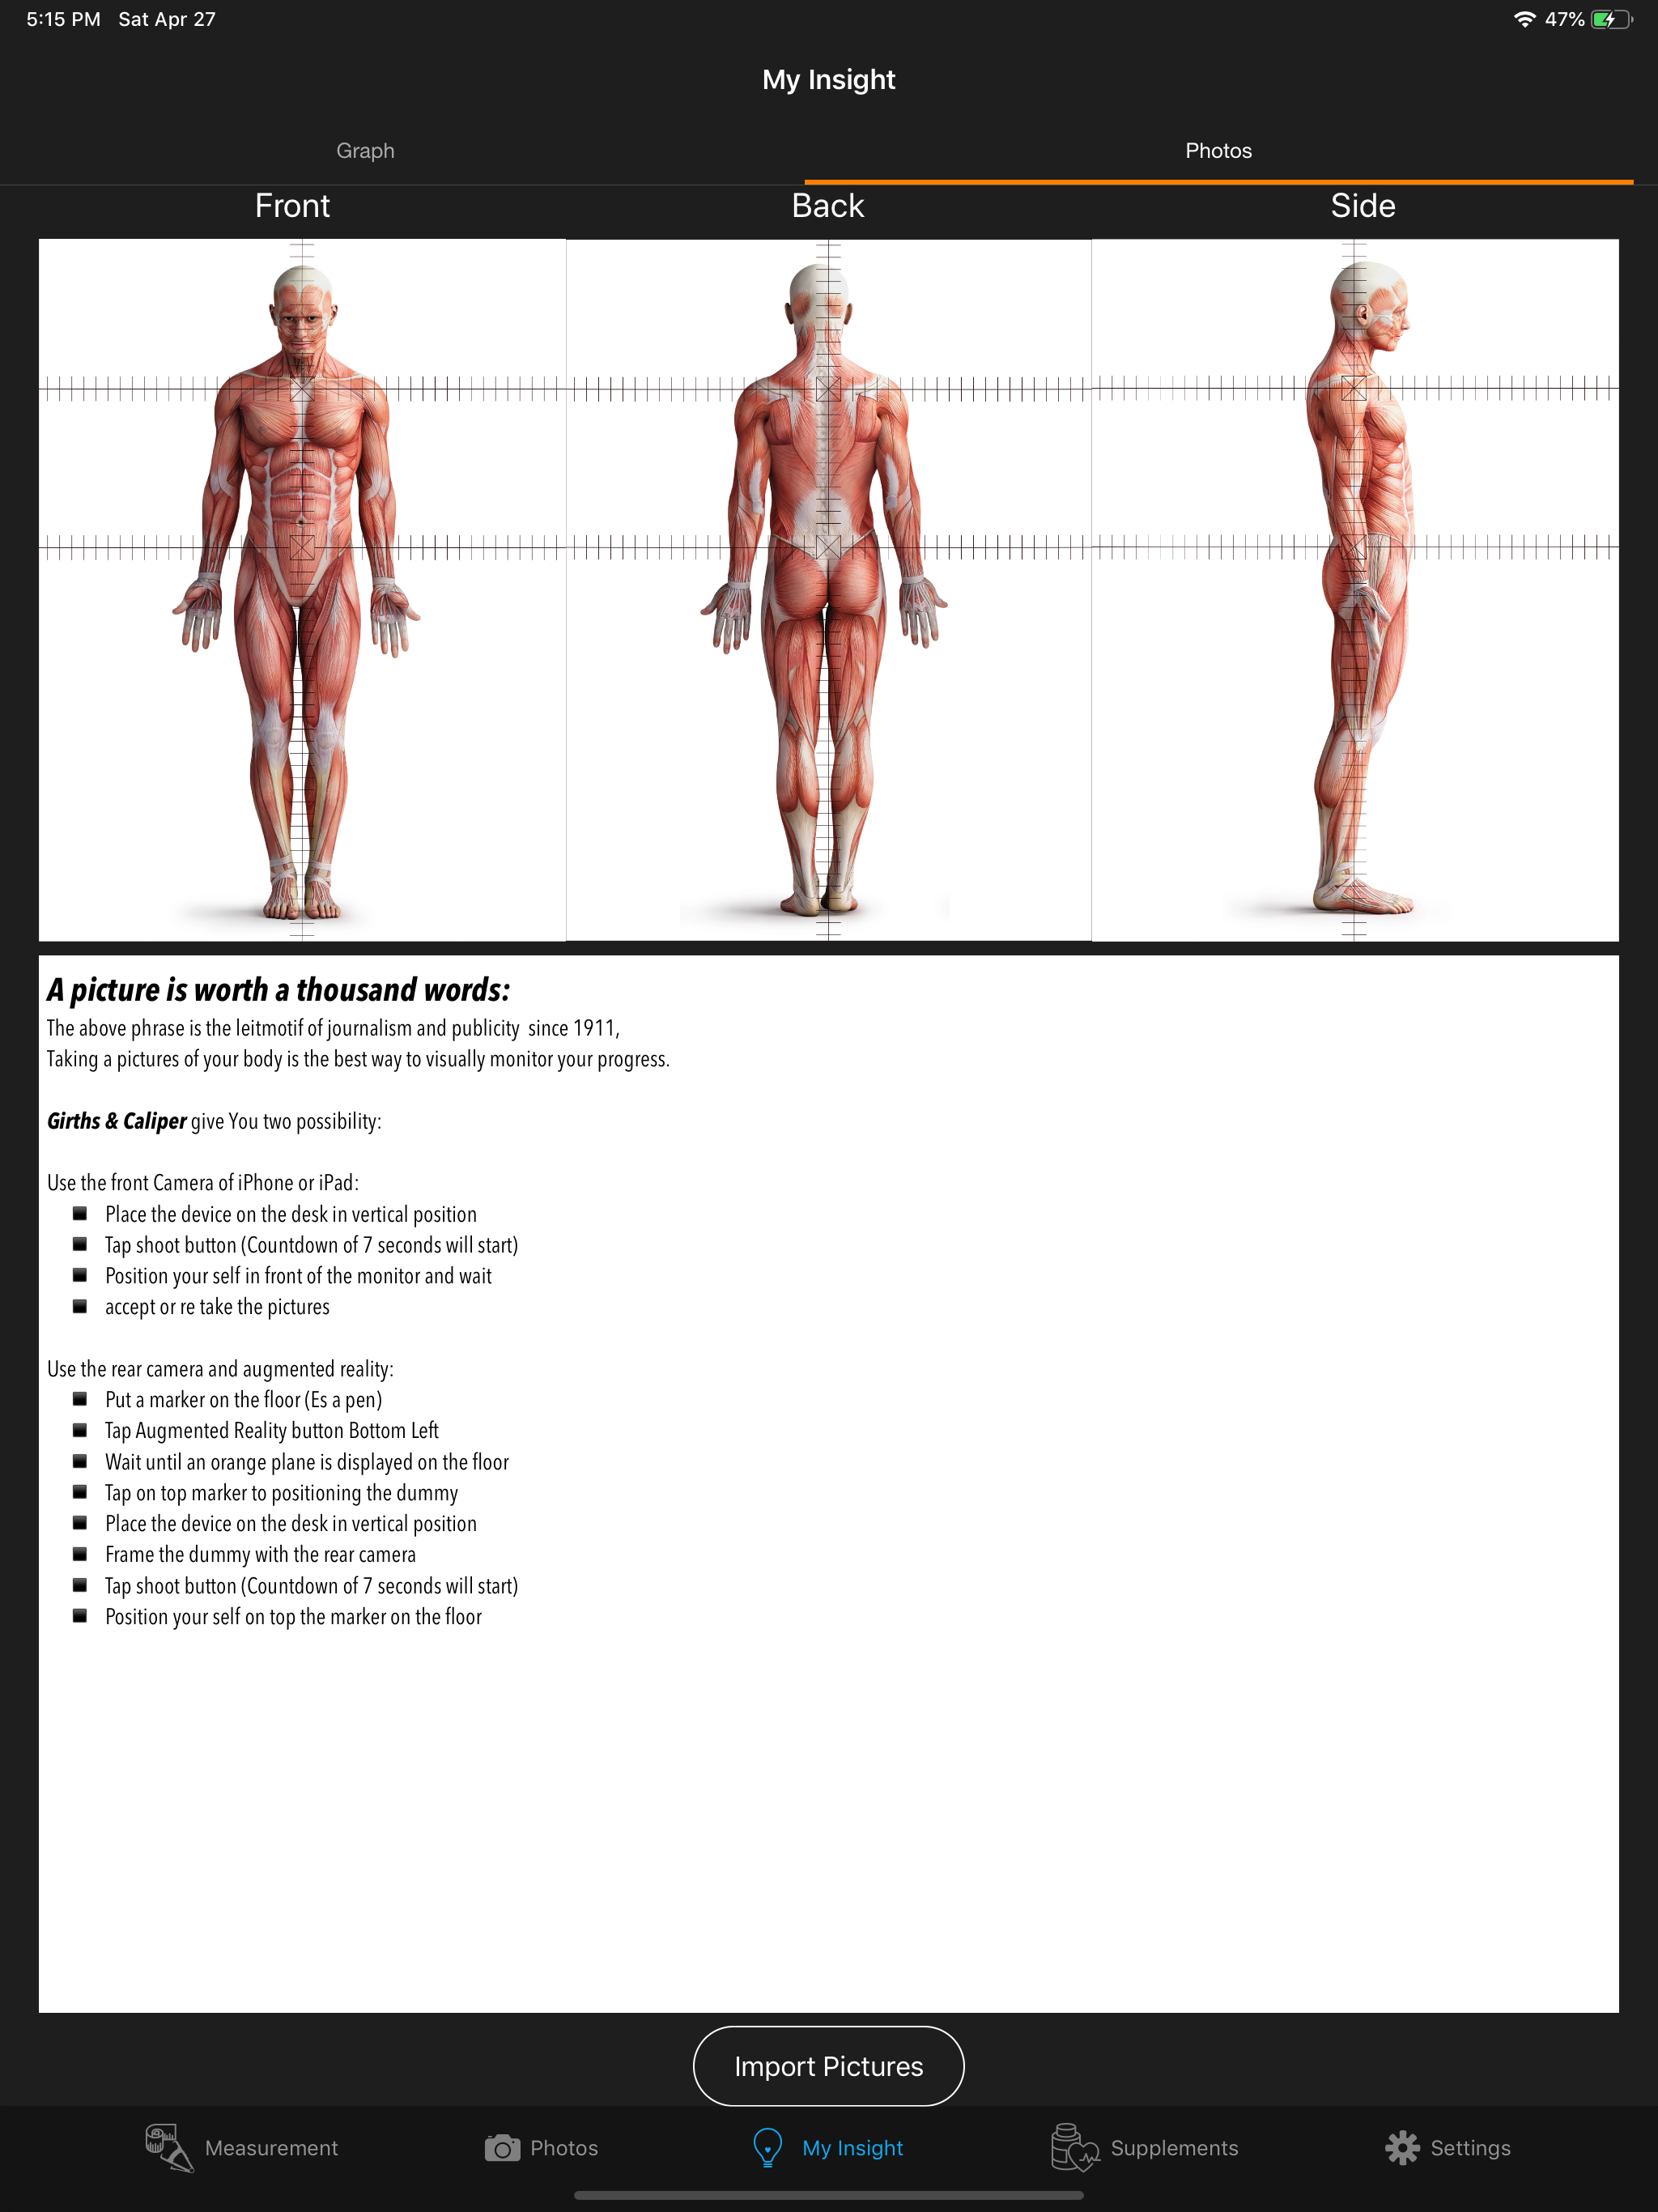 5:15 PM Sat Apr 27
47%
My Insight
Graph
Photos
Front
Back
Side
A picture is worth a thousand words:
The above phrase is the leitmotif of journalism and publicity  since 1911,
Taking a pictures of your body is the best way to visually monitor your progress.
Girths & Caliper give You two possibility:
Use the front Camera of iPhone or iPad:
Place the device on the desk in vertical position
Tap shoot button (Countdown of 7 seconds will start)
Position your self in front of the monitor and wait
accept or re take the pictures
Use the rear camera and augmented reality:
Put a marker on the floor (Es a pen)
Tap Augmented Reality button Bottom Left
Wait until an orange plane is displayed on the floor
Tap on top marker to positioning the dummy
Place the device on the desk in vertical position
Frame the dummy with the rear camera
Tap shoot button (Countdown of 7 seconds will start)
Position your self on top the marker on the floor
Import Pictures
Measurement
Photos
My Insight
Supplements
Settings